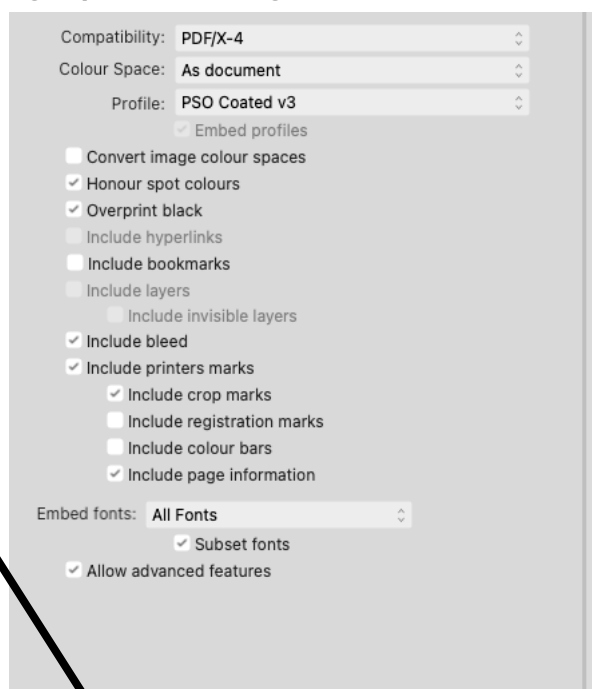 Compatibility: PDF/X-4
Colour Space: As document
Profile: PSO Coated v3
Embed profiles
Convert image colour spaces
Honour spot colours
Overprint black
Include hyperlinks
Include bookmarks
Include layers
Include invisible layers
Include bleed
Include printers marks
Include crop marks
Include registration marks
Include colour bars
Include page information
Embed fonts: All Fonts
Subset fonts
Allow advanced features